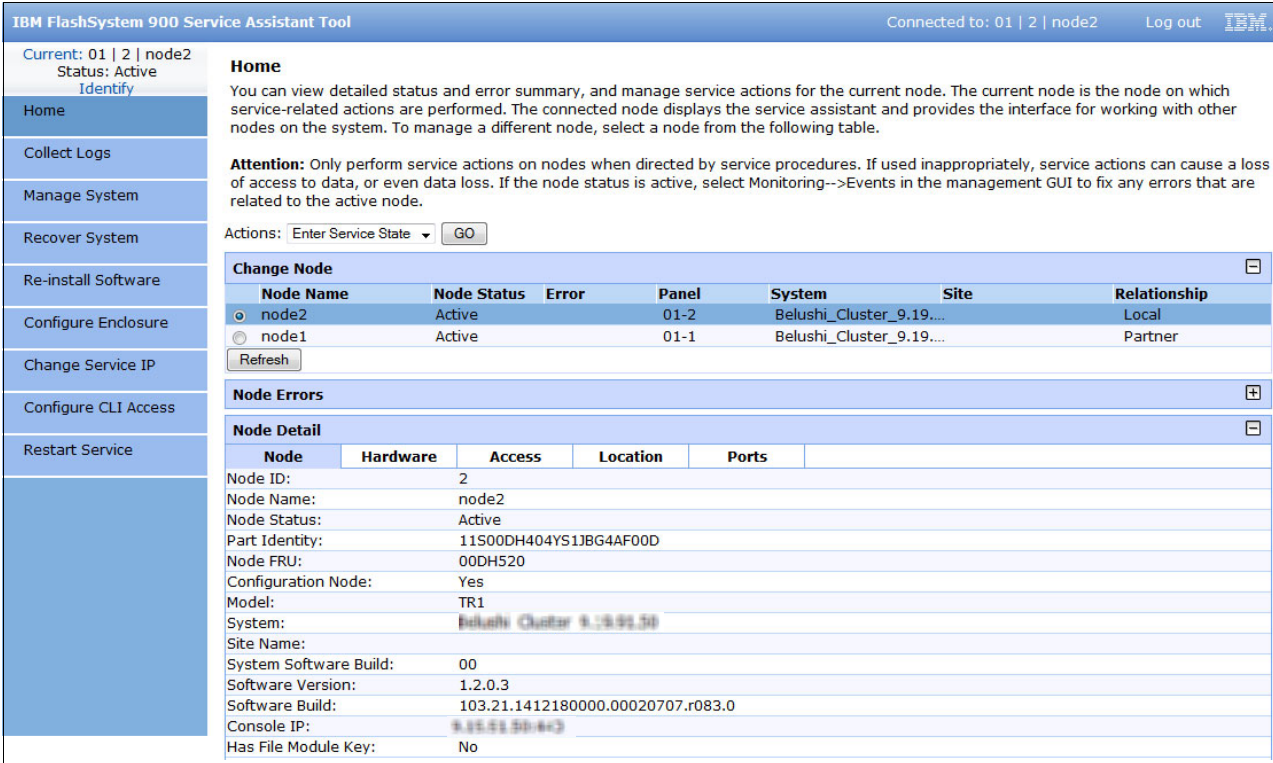 IBM FlashSystem 900 Service Assistant Tool
Connected to: 01 | 2 | node2 Log out IBM.
Current: 01 | 2 | node2
Status: Active
Identify
Home
Collect Logs
Manage System
Recover System
Re-install Software
Configure Enclosure
Change Service IP
Configure CLI Access
Restart Service
Home
You can view detailed status and error summary, and manage service actions for the current node. The current node is the node on which
service-related actions are performed. The connected node displays the service assistant and provides the interface for working with other
nodes on the system. To manage a different node, select a node from the following table.
Attention: Only perform service actions on nodes when directed by service procedures. If used inappropriately, service actions can cause a loss
of access to data, or even data loss. If the node status is active, select Monitoring-->Events in the management GUI to fix any errors that are
related to the active node.
Actions: Enter Service State GO
Change Node
Node Name Node Status Error Panel System Site Relationship
node2 Active 01-2 Belushi_Cluster_9.19.... Local
node1 Active 01-1 Belushi_Cluster_9.19.... Partner
Refresh
Node Errors
Node Detail
Node Hardware Access Location Ports
Node ID: 2
Node Name: node2
Node Status: Active
Part Identity: 11S00DH404YS1JBG4AF00D
Node FRU: 00DH520
Configuration Node: Yes
Model: TR1
System:
Site Name:
System Software Build: 00
Software Version: 1.2.0.3
Software Build: 103.21.1412180000.00020707.r083.0
Console IP:
Has File Module Key: No